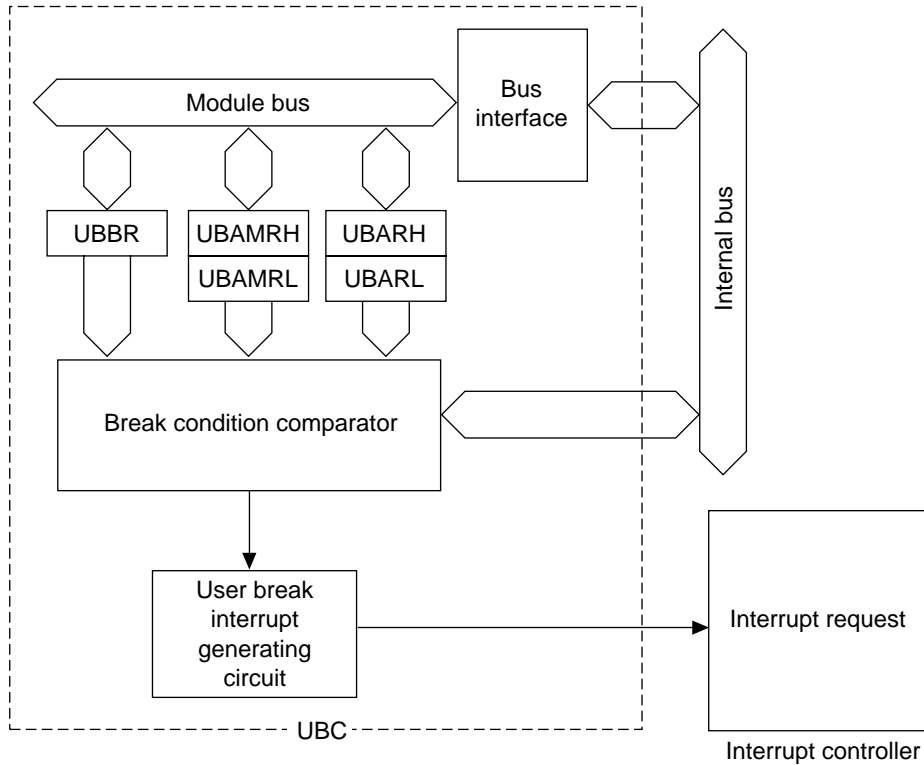 Module bus
Bus
interface
UBBR
UBAMRH
UBARH
UBAMRL
UBARL
Internal bus
Break condition comparator
User break
interrupt
generating
circuit
Interrupt request
UBC
Interrupt controller